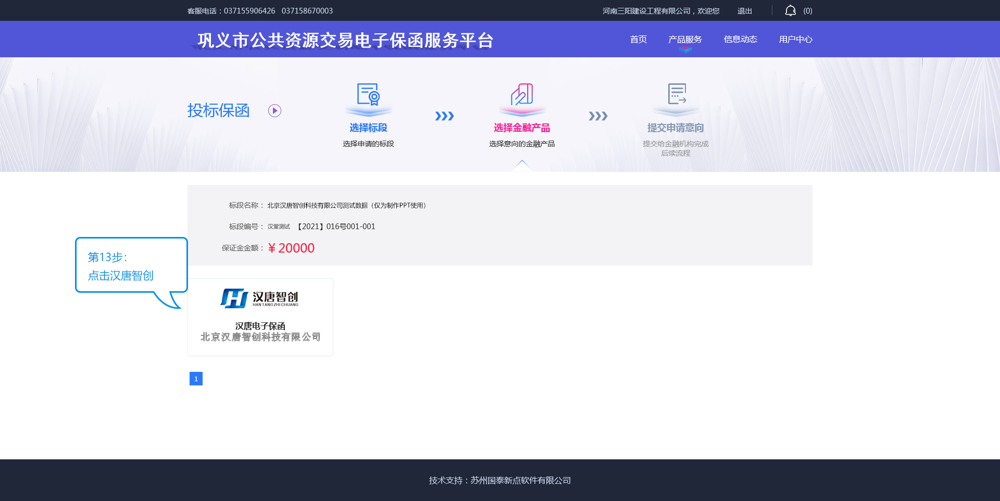 客服电话：037155906426 037158670003
河南三阳建设工程有限公司，欢迎您 退出 (0)
巩义市公共资源交易电子保函服务平台
首页 产品服务 信息动态 用户中心
投标保函
选择标段
选择申请的标段
选择金融产品
选择意向的金融产品
提交申请意向
提交给金融机构完成
后续流程
标段名称： 北京汉唐智创科技有限公司测试数据（仅为制作PPT使用）
标段编号： 汉堂测试 【2021】016号001-001
保证金金额： ¥ 20000
第13步：
点击汉唐智创
汉唐智创
HAN TANG ZHI CHUANG
汉唐电子保函
北京汉唐智创科技有限公司
1
技术支持：苏州国泰新点软件有限公司